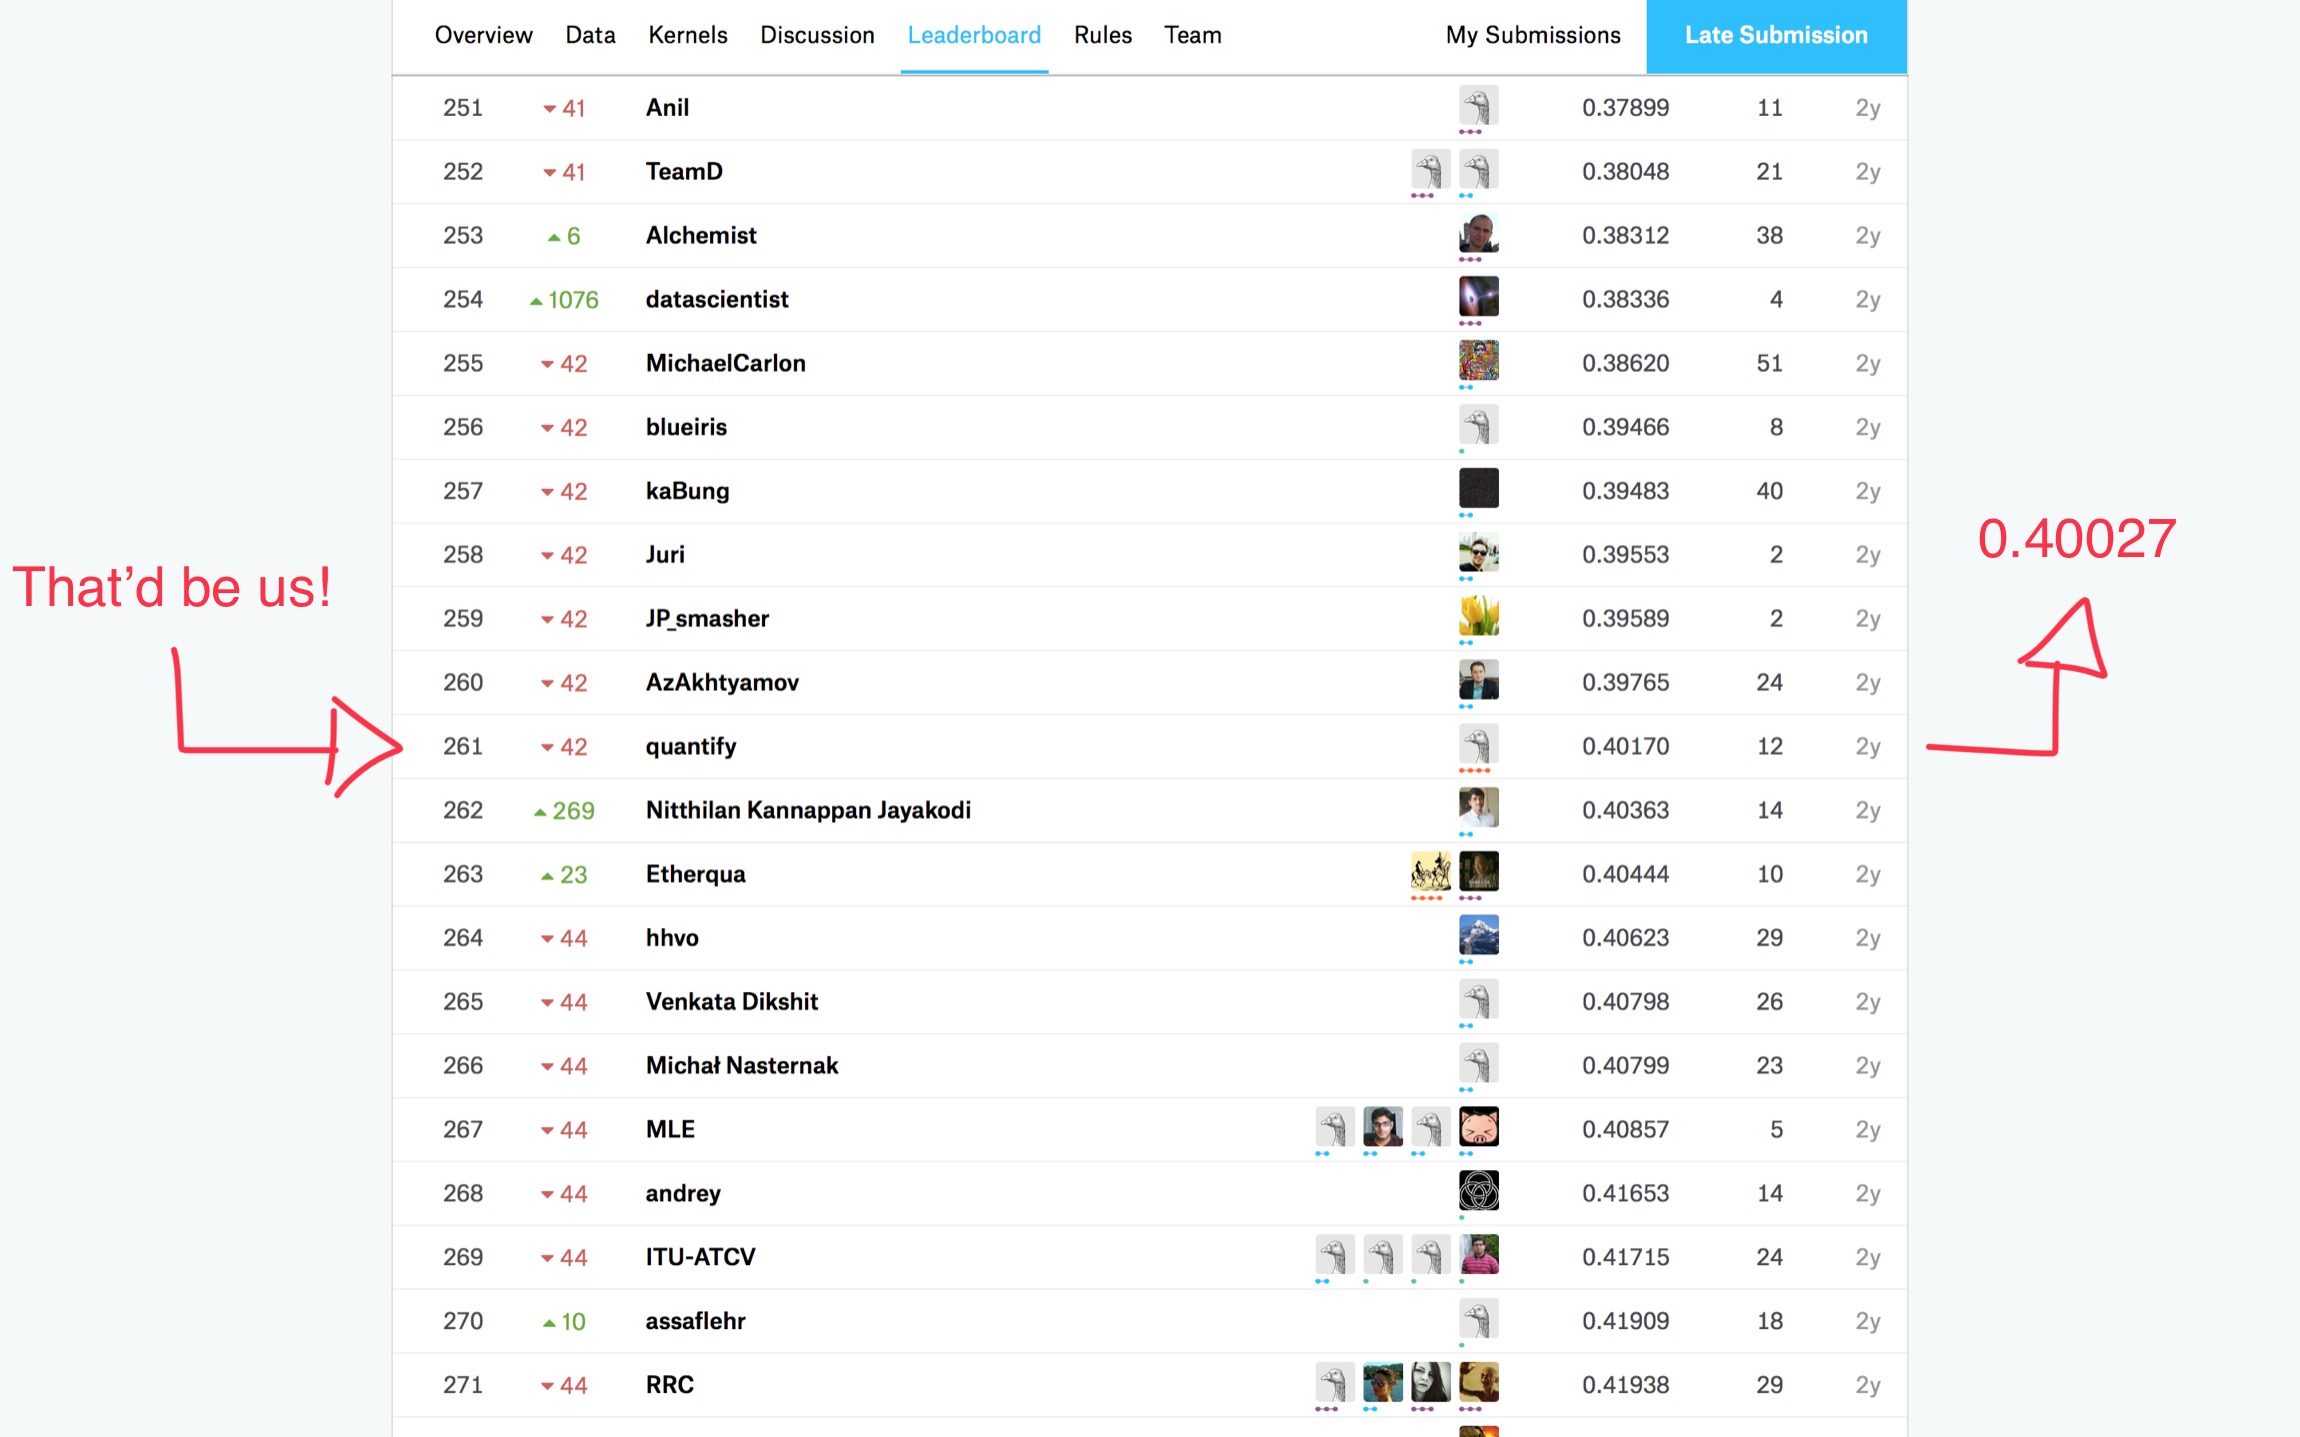 Overview Data Kernels Discussion Leaderboard Rules Team My Submissions Late Submission
251 41 Anil 0.37899 11 2y
252 41 TeamD 0.38048 21 2y
253 6 Alchemist 0.38312 38 2y
254 1076 datascientist 0.38336 4 2y
255 42 MichaelCarlon 0.38620 51 2y
256 42 blueiris 0.39466 8 2y
257 42 kaBung 0.39483 40 2y
258 42 Juri 0.39553 2 2y
0.40027
That’d be us!
259 42 JP_smasher 0.39589 2 2y
260 42 AzAkhtyamov 0.39765 24 2y
261 42 quantify 0.40170 12 2y
262 269 Nitthilan Kannappan Jayakodi 0.40363 14 2y
263 23 Etherqua 0.40444 10 2y
264 44 hhvo 0.40623 29 2y
265 44 Venkata Dikshit 0.40798 26 2y
266 44 Michał Nasternak 0.40799 23 2y
267 44 MLE 0.40857 5 2y
268 44 andrey 0.41653 14 2y
269 44 ITU-ATCV 0.41715 24 2y
270 10 assaflehr 0.41909 18 2y
271 44 RRC 0.41938 29 2y